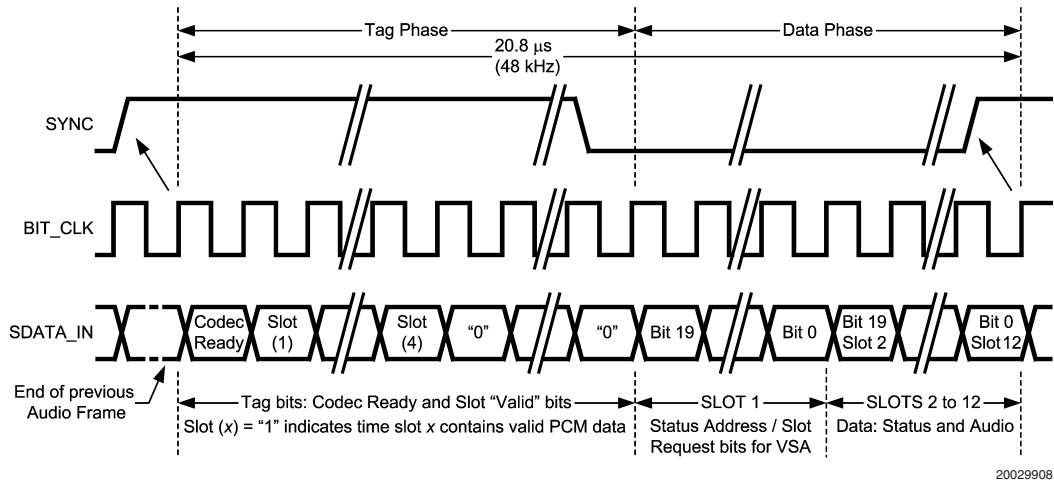 Tag Phase
Data Phase
20.8 μs
(48 kHz)
SYNC
BIT_CLK
SDATA_IN
Codec
Ready
Slot
(1)
Slot
(4)
“0”
“0”
Bit 19
Bit 0
Bit 19
Slot 2
Bit 0
Slot12
End of previous
Audio Frame
Tag bits: Codec Ready and Slot “Valid” bits
Slot (x) = “1” indicates time slot x contains valid PCM data
SLOT 1
Status Address / Slot
Request bits for VSA
SLOTS 2 to 12
Data: Status and Audio
20029908